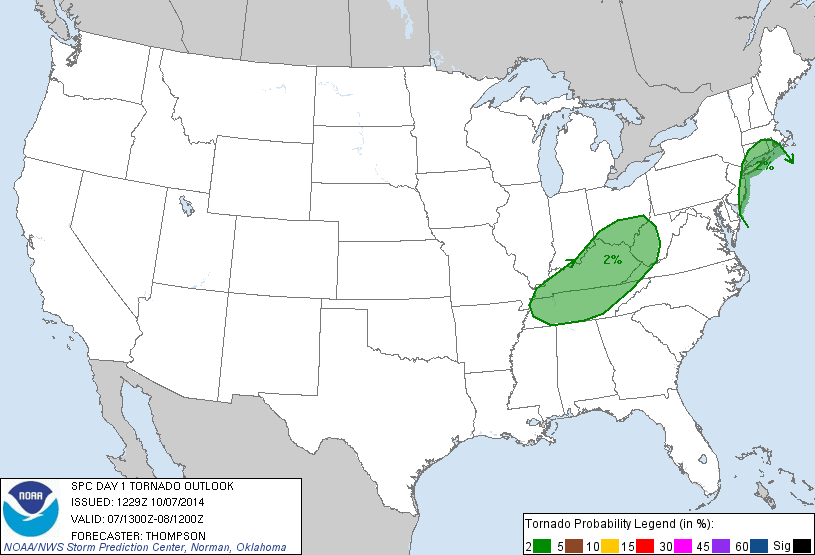 2%
2%
NOAA
SPC DAY 1 TORNADO OUTLOOK
ISSUED: 1229Z 10/07/2014
VALID: 07/1300Z-08/1200Z
FORECASTER: THOMPSON
NOAA/NWS Storm Prediction Center, Norman, Oklahoma
Tornado Probability Legend (in %):
2 5 10 15 30 45 60 Sig